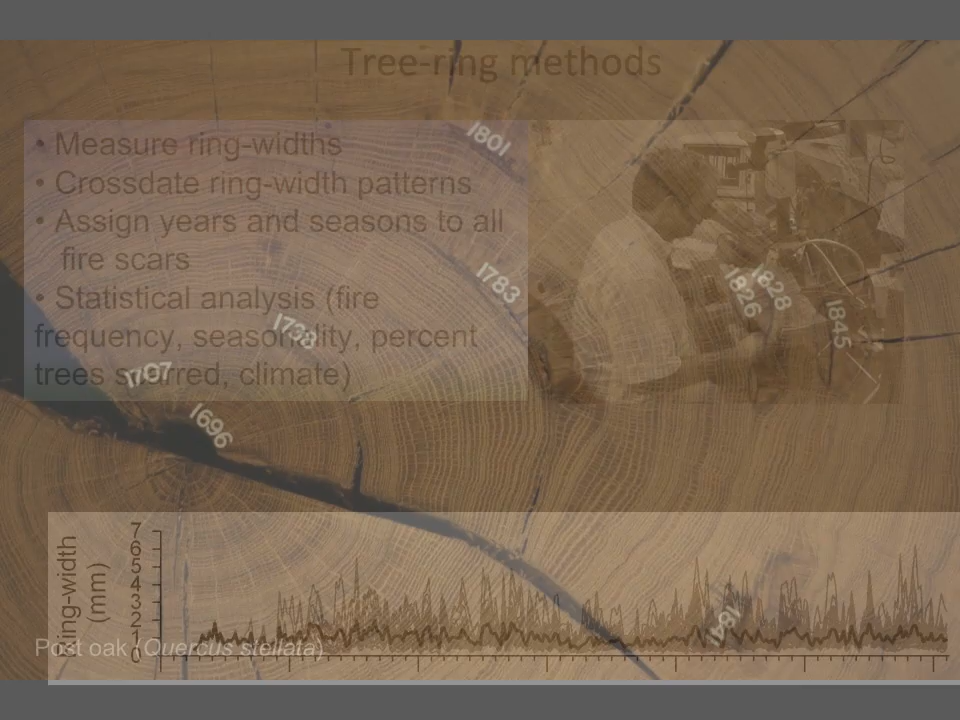 Tree-ring methods
• Measure ring-widths
• Crossdate ring-width patterns
• Assign years and seasons to all
fire scars
• Statistical analysis (fire
frequency, seasonality, percent
trees scarred, climate)
1801
1783
1828
1826
1845
1738
1707
1696
Ring-width
(mm)
7
6
5
4
3
2
1
0
Post oak (Quercus stellata)